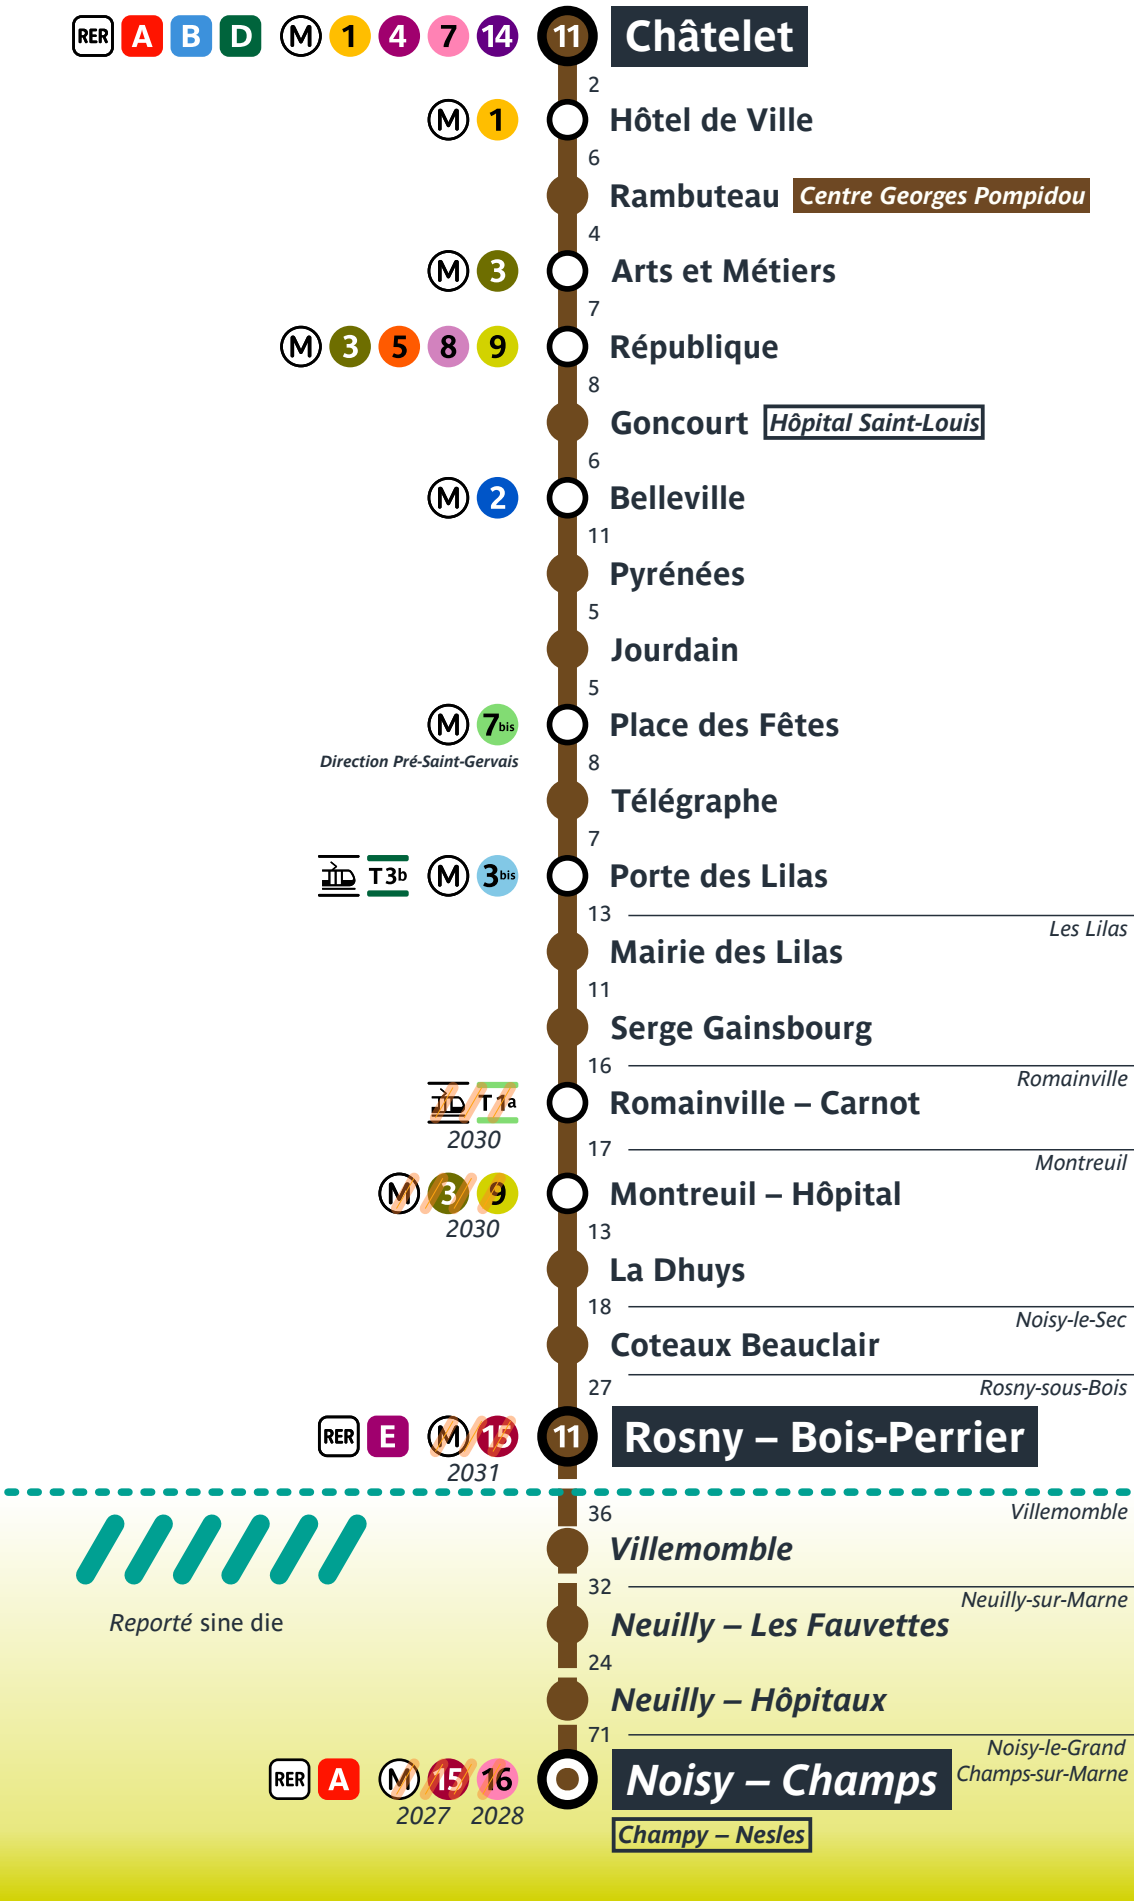 RER A B D M 1 4 7 14 11 Châtelet
2
M 1 Hôtel de Ville
6
Rambuteau Centre Georges Pompidou
4
M 3 Arts et Métiers
7
M 3 5 8 9 République
8
Goncourt Hôpital Saint-Louis
6
M 2 Belleville
11
Pyrénées
5
Jourdain
5
M 7bis Place des Fêtes
Direction Pré-Saint-Gervais
8
Télégraphe
7
T3b M 3bis Porte des Lilas
13
Les Lilas
Mairie des Lilas
11
Serge Gainsbourg
16
Romainville
T1a Romainville – Carnot
2030
17
Montreuil
M 3 9 Montreuil – Hôpital
2030
13
La Dhuys
18
Noisy-le-Sec
Coteaux Beauclair
27
Rosny-sous-Bois
RER E M 15 11 Rosny – Bois-Perrier
2031
36
Villemomble
Villemomble
32
Neuilly-sur-Marne
Reporté sine die
Neuilly – Les Fauvettes
24
Neuilly – Hôpitaux
71
Noisy-le-Grand
Champs-sur-Marne
RER A M 15 16 Noisy – Champs
2027 2028
Champy – Nesles